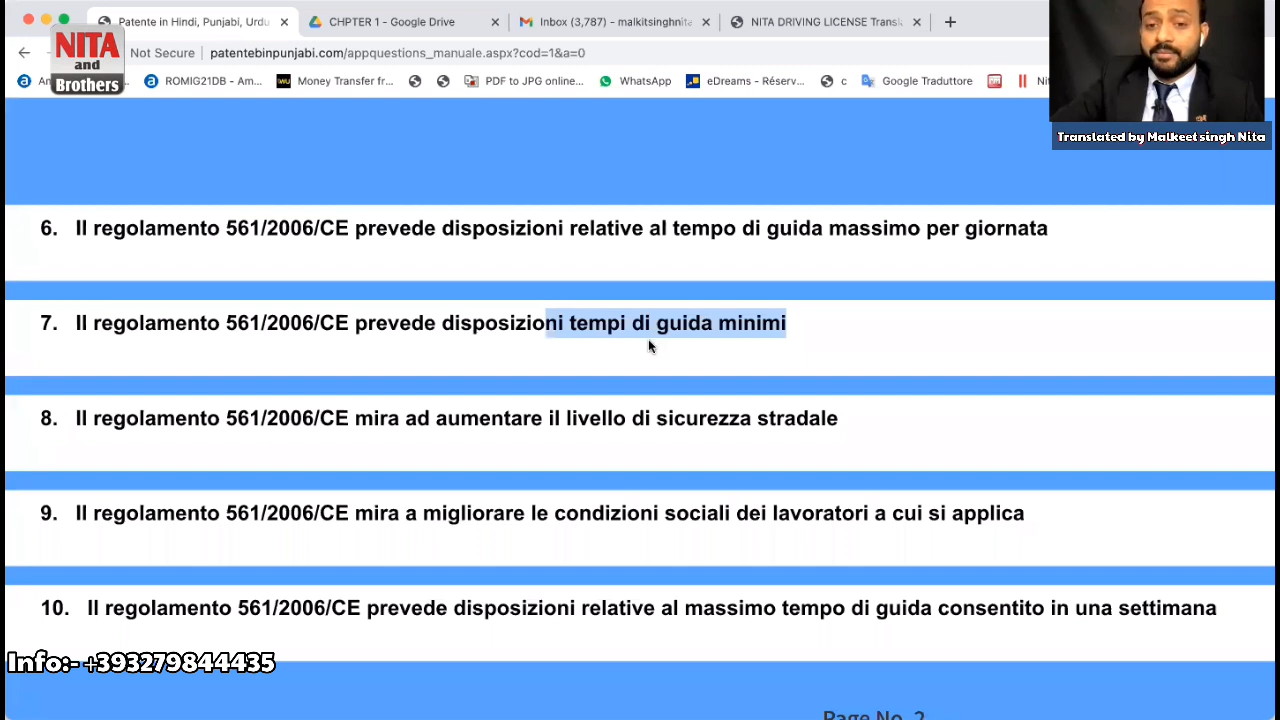 Patente in Hindi, Punjabi, Urdu
CHPTER 1 - Google Drive
Inbox (3,787) - malkitsinghnita
NITA DRIVING LICENSE Transl
NITA
and
Brothers
Not Secure
patentebinpunjabi.com/appquestions_manuale.aspx?cod=1&a=0
ROMIG21DB - Am...
Money Transfer fr...
PDF to JPG online...
WhatsApp
eDreams - Réserv...
c
Google Traduttore
Nit
Translated by Malkeet singh Nita
6. Il regolamento 561/2006/CE prevede disposizioni relative al tempo di guida massimo per giornata
7. Il regolamento 561/2006/CE prevede disposizioni tempi di guida minimi
8. Il regolamento 561/2006/CE mira ad aumentare il livello di sicurezza stradale
9. Il regolamento 561/2006/CE mira a migliorare le condizioni sociali dei lavoratori a cui si applica
10. Il regolamento 561/2006/CE prevede disposizioni relative al massimo tempo di guida consentito in una settimana
Info:- +393279844435
Page No. 2